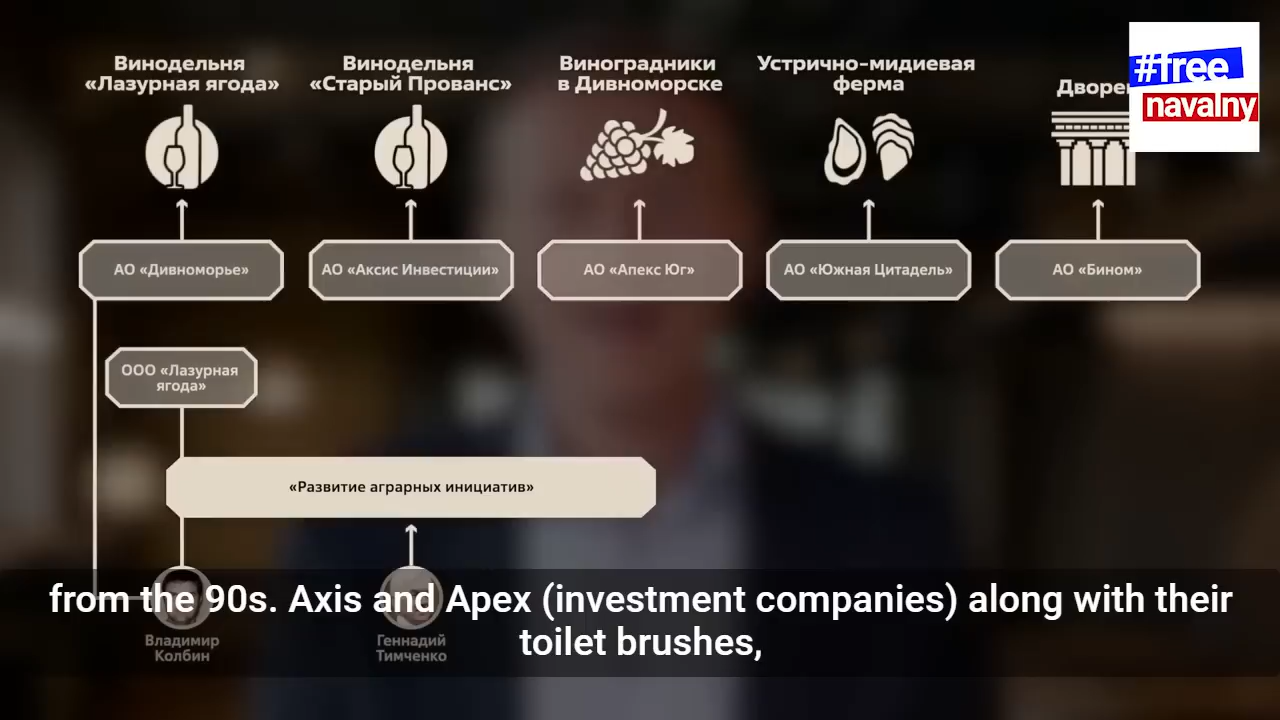 Винодельня
«Лазурная ягода»
Винодельня
«Старый Прованс»
Виноградники
в Дивноморске
Устрично-мидиевая
ферма
#free
navalny
АО «Дивноморье»
АО «Аксис Инвестиции»
АО «Апекс Юг»
АО «Южная Цитадель»
АО «Бином»
ООО «Лазурная
ягода»
«Развитие аграрных инициатив»
from the 90s. Axis and Apex (investment companies) along with their
toilet brushes,
Владимир
Колбин
Геннадий
Тимченко